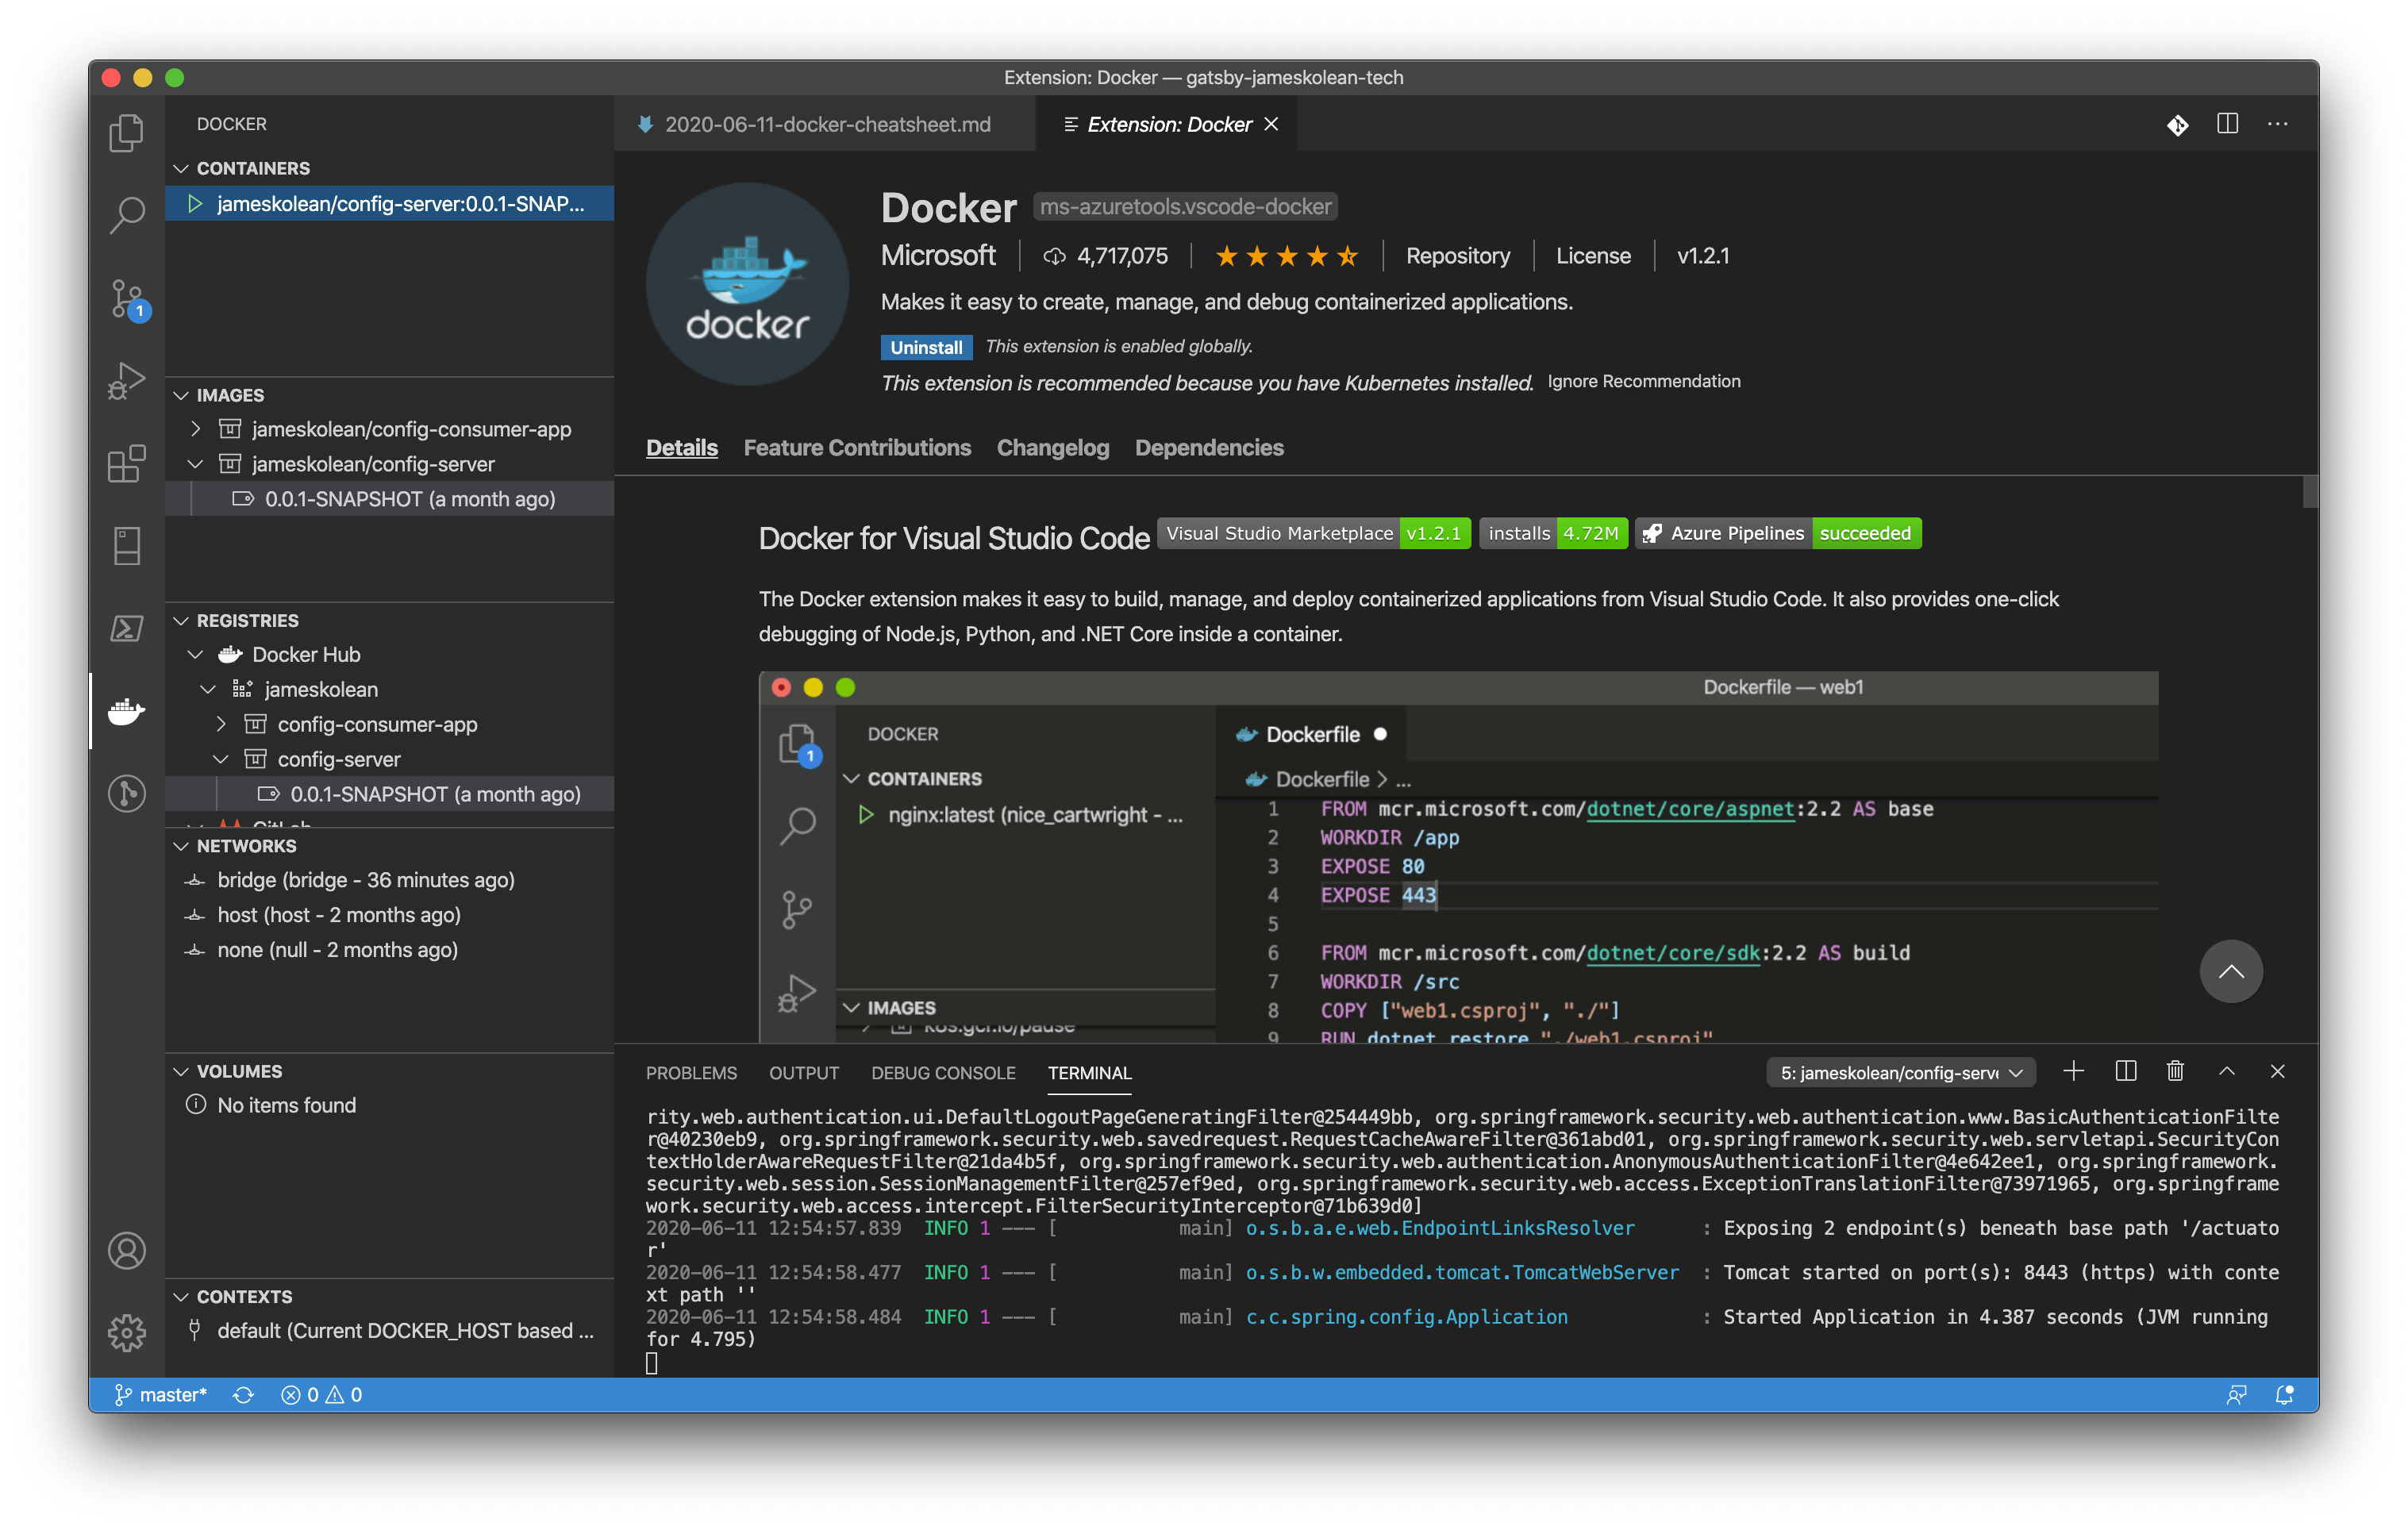 Extension: Docker — gatsby-jameskolean-tech
DOCKER
CONTAINERS
jameskolean/config-server:0.0.1-SNAP...
1
IMAGES
jameskolean/config-consumer-app
jameskolean/config-server
0.0.1-SNAPSHOT (a month ago)
REGISTRIES
Docker Hub
jameskolean
config-consumer-app
config-server
0.0.1-SNAPSHOT (a month ago)
GitLab
NETWORKS
bridge (bridge - 36 minutes ago)
host (host - 2 months ago)
none (null - 2 months ago)
VOLUMES
No items found
CONTEXTS
default (Current DOCKER_HOST based ...
2020-06-11-docker-cheatsheet.md
Extension: Docker
docker
Docker ms-azuretools.vscode-docker
Microsoft 4,717,075 Repository License v1.2.1
Makes it easy to create, manage, and debug containerized applications.
Uninstall This extension is enabled globally.
This extension is recommended because you have Kubernetes installed. Ignore Recommendation
Details Feature Contributions Changelog Dependencies
Docker for Visual Studio Code Visual Studio Marketplace v1.2.1 installs 4.72M Azure Pipelines succeeded
The Docker extension makes it easy to build, manage, and deploy containerized applications from Visual Studio Code. It also provides one-click
debugging of Node.js, Python, and .NET Core inside a container.
Dockerfile — web1
1
DOCKER
CONTAINERS
nginx:latest (nice_cartwright - ...
IMAGES
k8s.gcr.io/pause
Dockerfile
Dockerfile > ...
1 FROM mcr.microsoft.com/dotnet/core/aspnet:2.2 AS base
2 WORKDIR /app
3 EXPOSE 80
4 EXPOSE 443
5
6 FROM mcr.microsoft.com/dotnet/core/sdk:2.2 AS build
7 WORKDIR /src
8 COPY ["web1.csproj", "./"]
9 RUN dotnet restore "./web1.csproj"
PROBLEMS OUTPUT DEBUG CONSOLE TERMINAL 5: jameskolean/config-serve
rity.web.authentication.ui.DefaultLogoutPageGeneratingFilter@254449bb, org.springframework.security.web.authentication.www.BasicAuthenticationFilte
r@40230eb9, org.springframework.security.web.savedrequest.RequestCacheAwareFilter@361abd01, org.springframework.security.web.servletapi.SecurityCon
textHolderAwareRequestFilter@21da4b5f, org.springframework.security.web.authentication.AnonymousAuthenticationFilter@4e642ee1, org.springframework.
security.web.session.SessionManagementFilter@257ef9ed, org.springframework.security.web.access.ExceptionTranslationFilter@73971965, org.springframe
work.security.web.access.intercept.FilterSecurityInterceptor@71b639d0]
2020-06-11 12:54:57.839 INFO 1 --- [ main] o.s.b.a.e.web.EndpointLinksResolver : Exposing 2 endpoint(s) beneath base path '/actuato
r'
2020-06-11 12:54:58.477 INFO 1 --- [ main] o.s.b.w.embedded.tomcat.TomcatWebServer : Tomcat started on port(s): 8443 (https) with conte
xt path ''
2020-06-11 12:54:58.484 INFO 1 --- [ main] c.c.spring.config.Application : Started Application in 4.387 seconds (JVM running
for 4.795)
master* 0 0